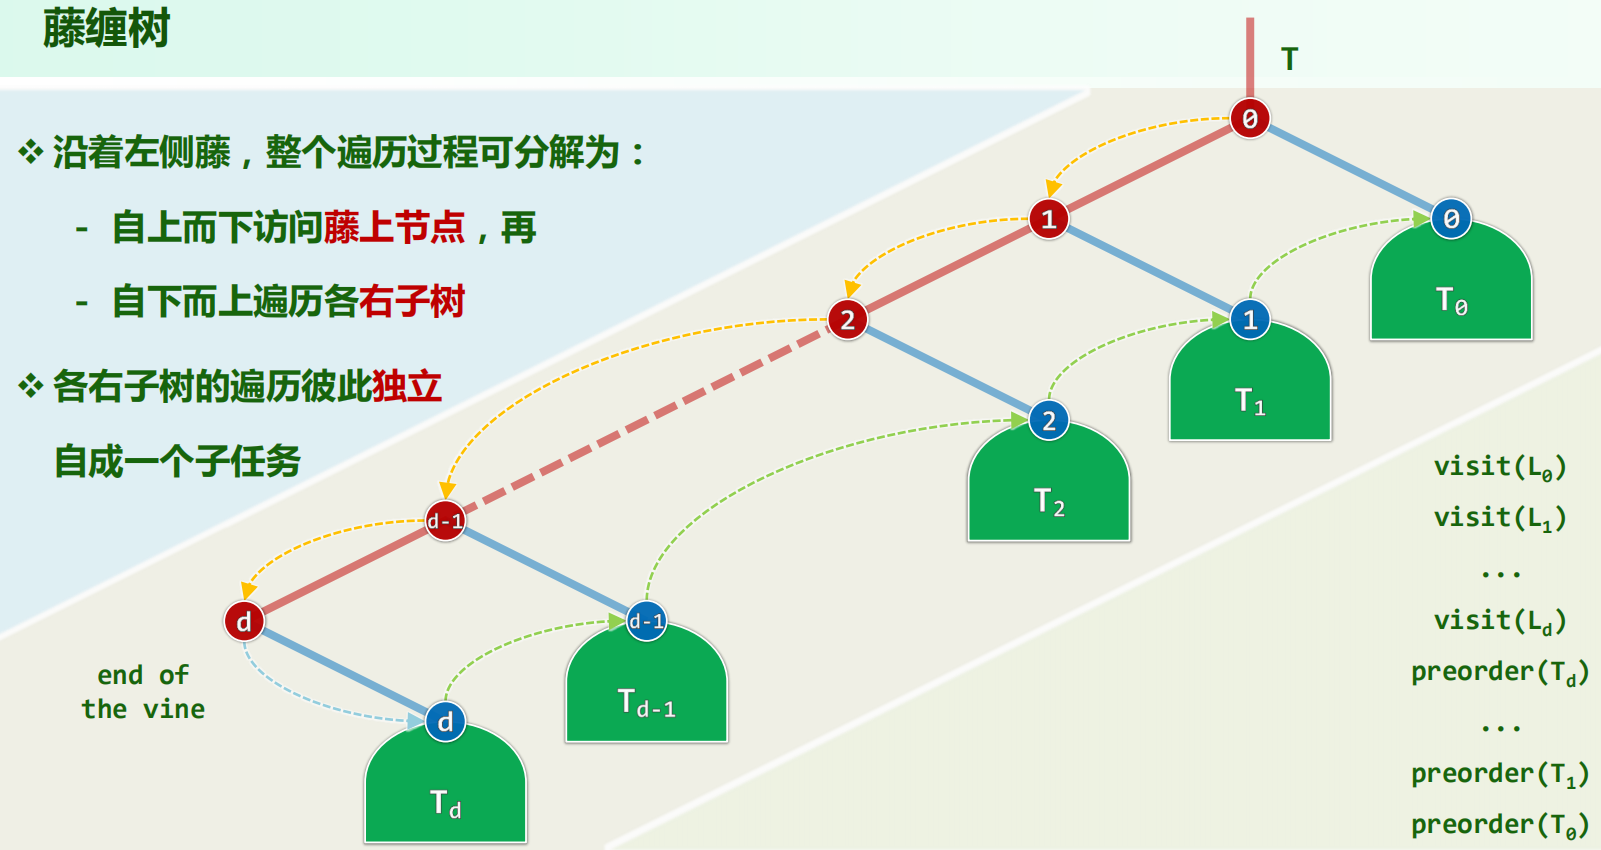 藤缠树
❖ 沿着左侧藤，整个遍历过程可分解为：
- 自上而下访问藤上节点，再
- 自下而上遍历各右子树
❖ 各右子树的遍历彼此独立
自成一个子任务
T
0
1
0
2
1
T₀
2
T₁
d-1
T₂
d
d-1
end of
the vine
d
T_{d-1}
T_d
visit(L₀)
visit(L₁)
...
visit(L_d)
preorder(T_d)
...
preorder(T₁)
preorder(T₀)